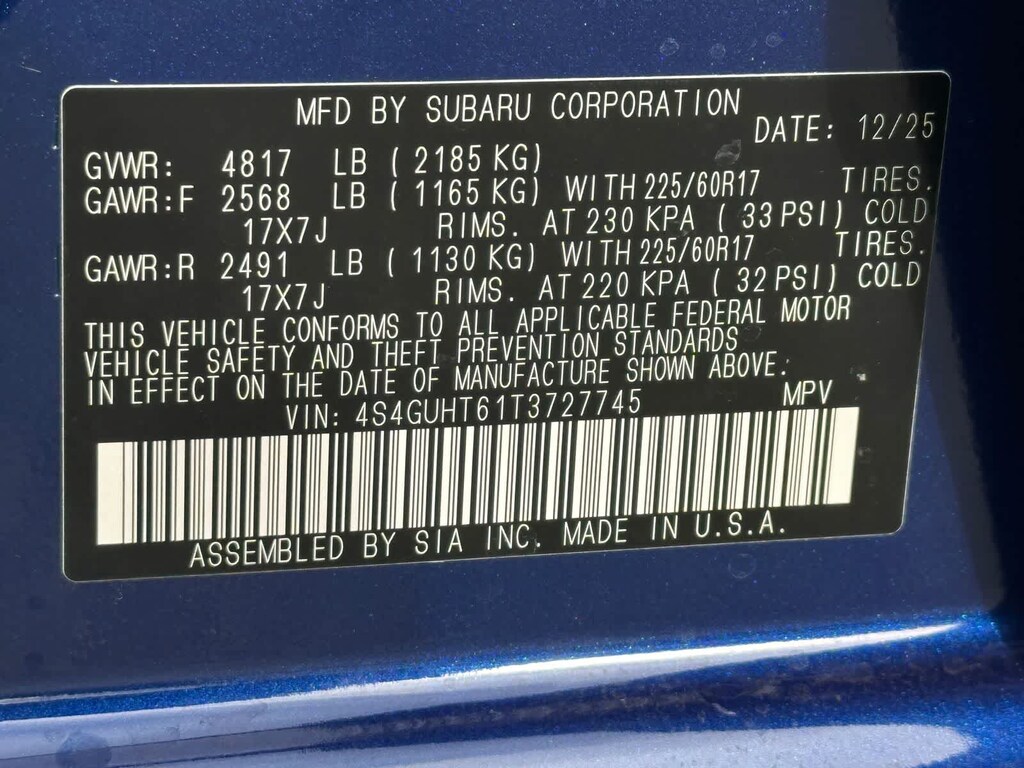 MFD BY SUBARU CORPORATION
DATE: 12/25
GVWR: 4817 LB ( 2185 KG)
GAWR:F 2568 LB ( 1165 KG) WITH 225/60R17 TIRES.
17X7J RIMS. AT 230 KPA ( 33 PSI) COLD
GAWR:R 2491 LB ( 1130 KG) WITH 225/60R17 TIRES.
17X7J RIMS. AT 220 KPA ( 32 PSI) COLD
THIS VEHICLE CONFORMS TO ALL APPLICABLE FEDERAL MOTOR
VEHICLE SAFETY AND THEFT PREVENTION STANDARDS
IN EFFECT ON THE DATE OF MANUFACTURE SHOWN ABOVE.
VIN: 4S4GUHT61T3727745 MPV
ASSEMBLED BY SIA INC. MADE IN U.S.A.